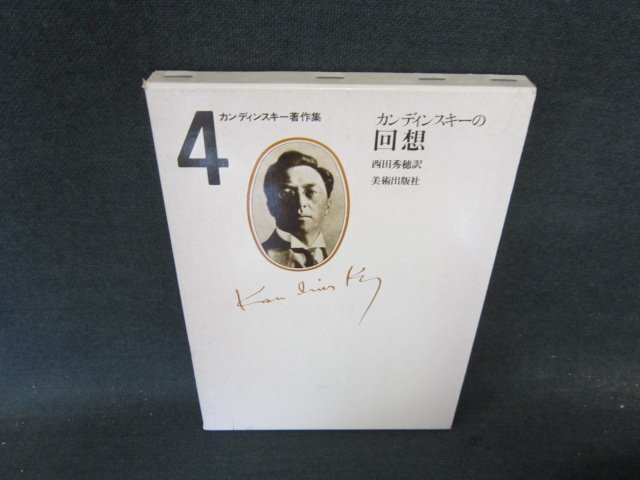 4
カンディンスキー著作集
カンディンスキーの
回想
西田秀穂訳
美術出版社
Kandinsky